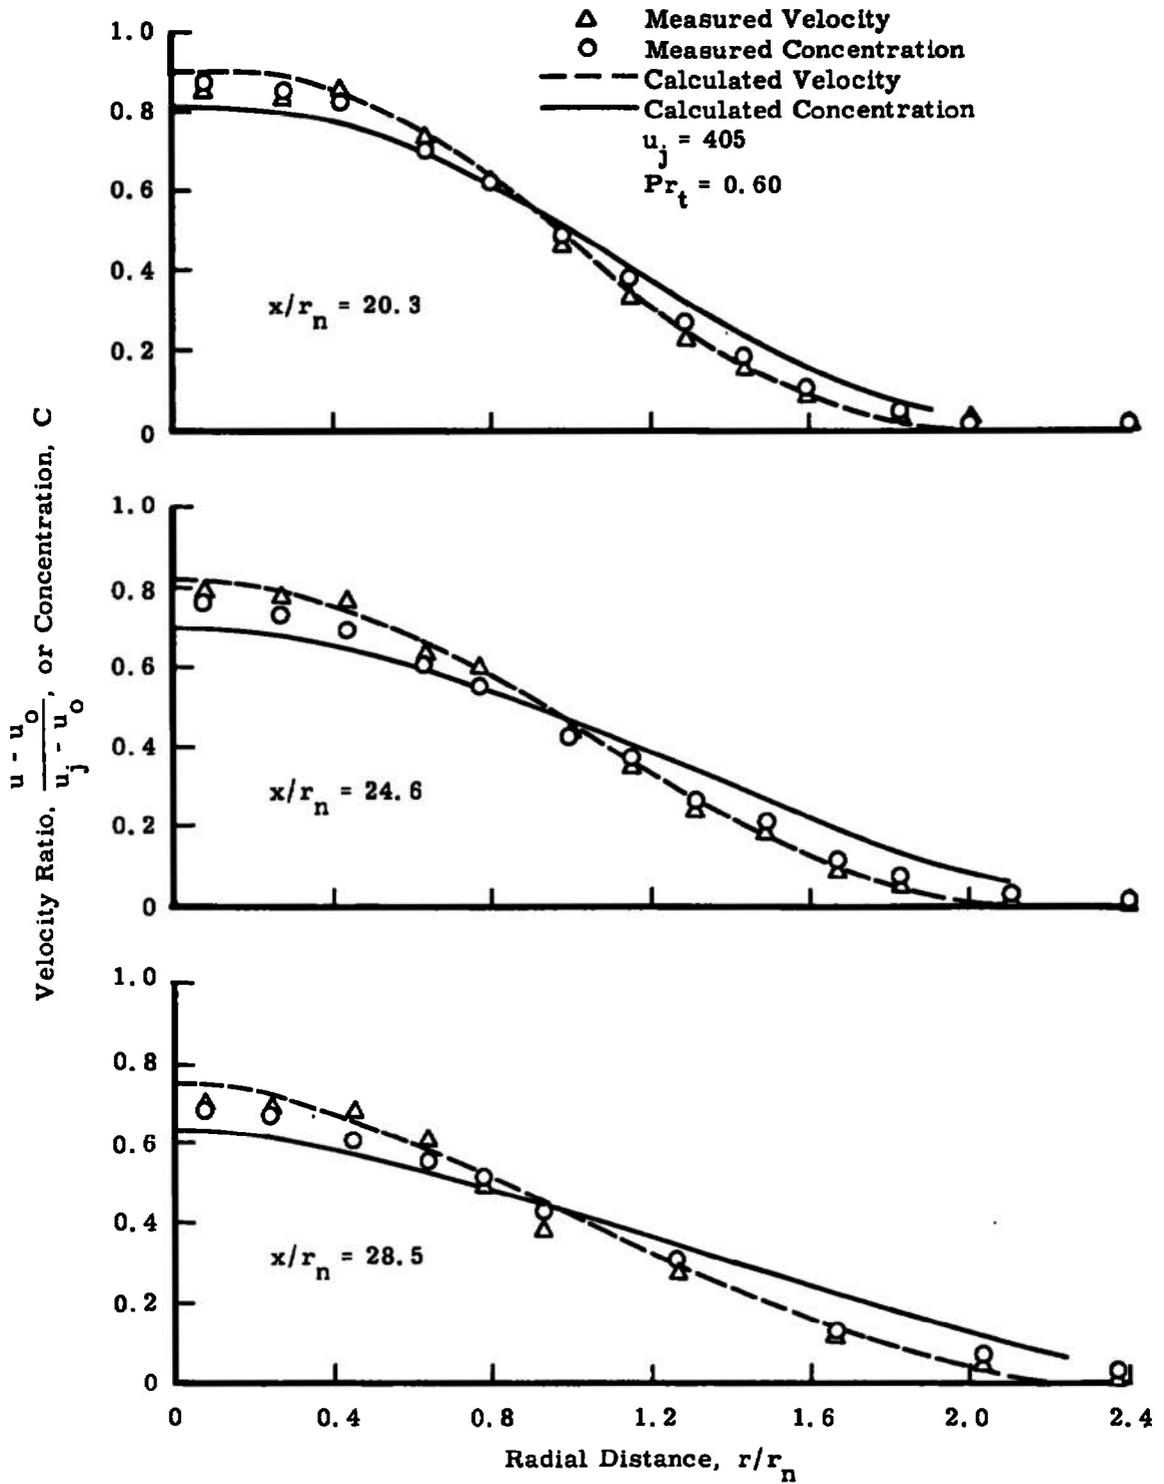 Measured Velocity
Measured Concentration
Calculated Velocity
Calculated Concentration
u_j = 405
Pr_t = 0.60
1.0
0.8
0.6
0.4
0.2
0
x/r_n = 20.3
Velocity Ratio, (u - u_o)/(u_j - u_o), or Concentration, C
1.0
0.8
0.6
0.4
0.2
0
x/r_n = 24.6
1.0
0.8
0.6
0.4
0.2
0
x/r_n = 28.5
0 0.4 0.8 1.2 1.6 2.0 2.4
Radial Distance, r/r_n